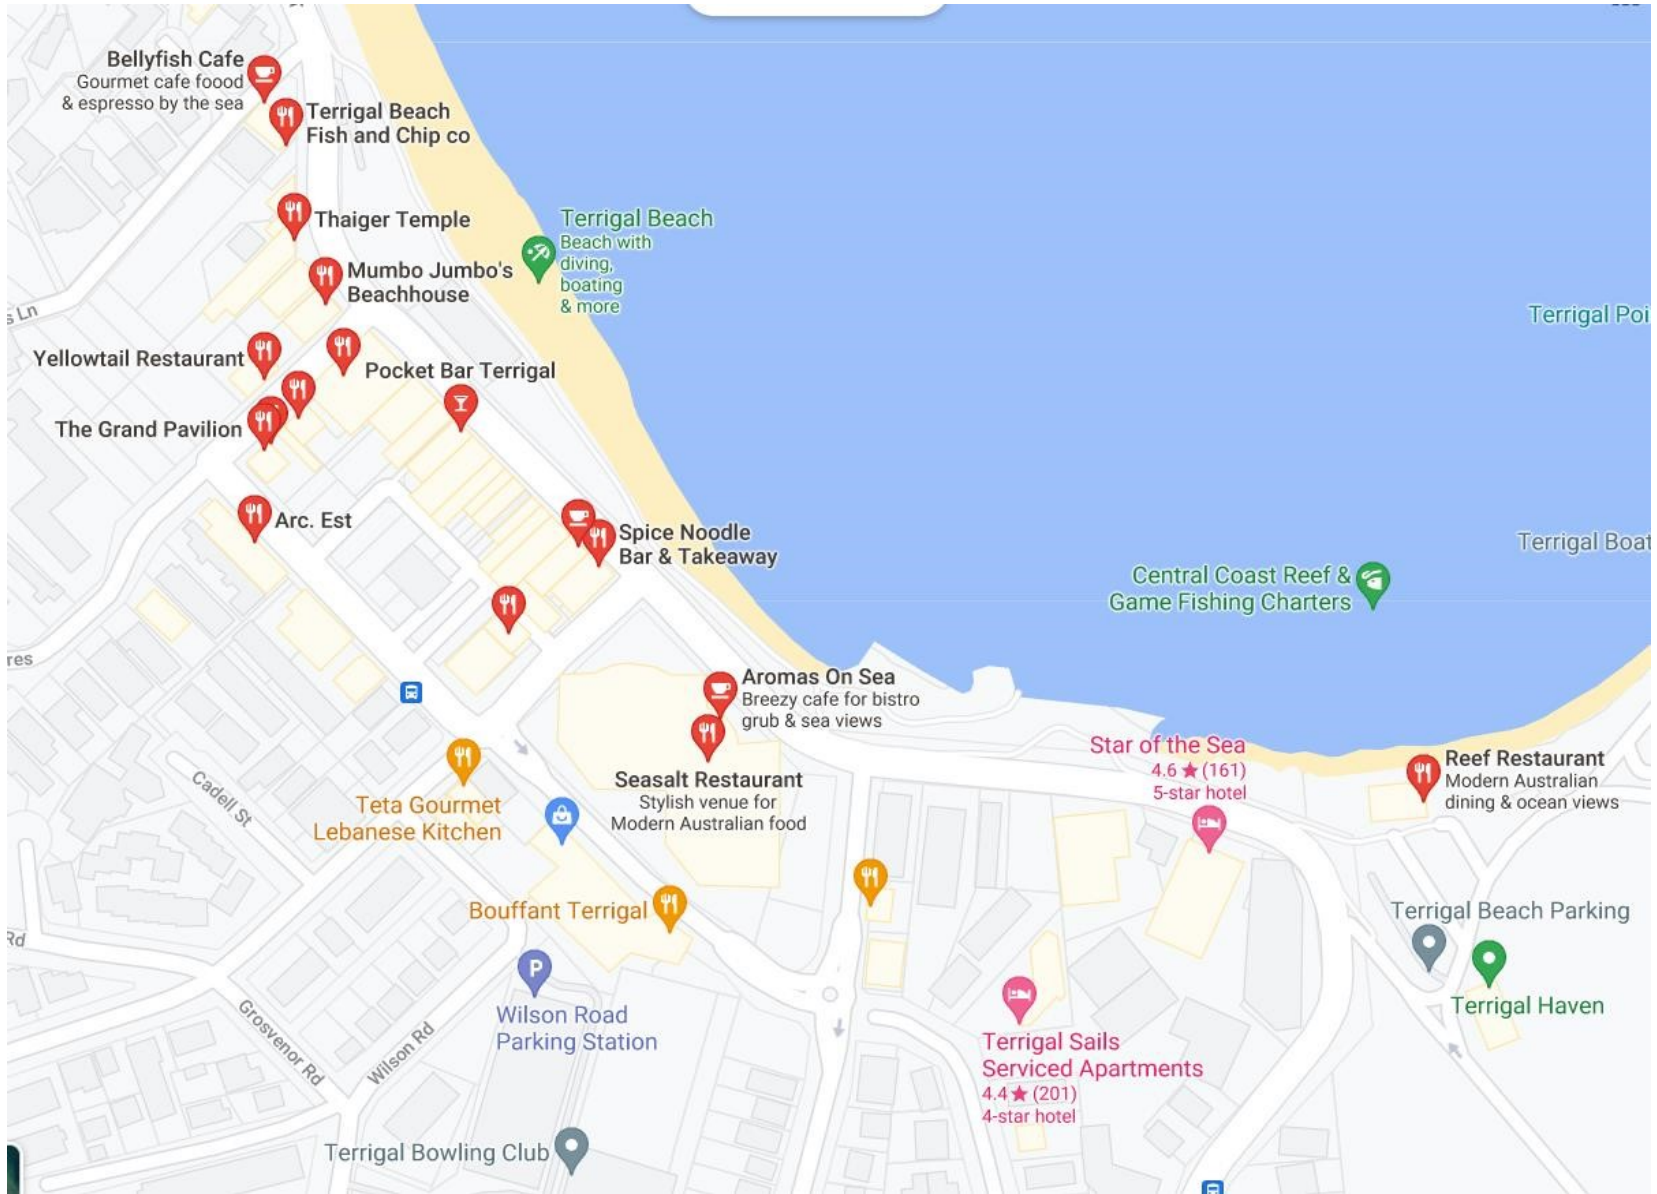 Bellyfish Cafe
Gourmet cafe foood
& espresso by the sea
Terrigal Beach
Fish and Chip co
Thaiger Temple
Terrigal Beach
Beach with
diving,
boating
& more
Mumbo Jumbo's
Beachhouse
s Ln
Terrigal Poi
Yellowtail Restaurant
Pocket Bar Terrigal
The Grand Pavilion
Arc. Est
Spice Noodle
Bar & Takeaway
Terrigal Boat
Central Coast Reef &
Game Fishing Charters
res
Aromas On Sea
Breezy cafe for bistro
grub & sea views
Seasalt Restaurant
Stylish venue for
Modern Australian food
Star of the Sea
4.6 ★ (161)
5-star hotel
Reef Restaurant
Modern Australian
dining & ocean views
Cadell St
Teta Gourmet
Lebanese Kitchen
Bouffant Terrigal
Terrigal Beach Parking
Rd
P
Wilson Road
Parking Station
Terrigal Haven
Grosvenor Rd
Wilson Rd
Terrigal Sails
Serviced Apartments
4.4 ★ (201)
4-star hotel
Terrigal Bowling Club